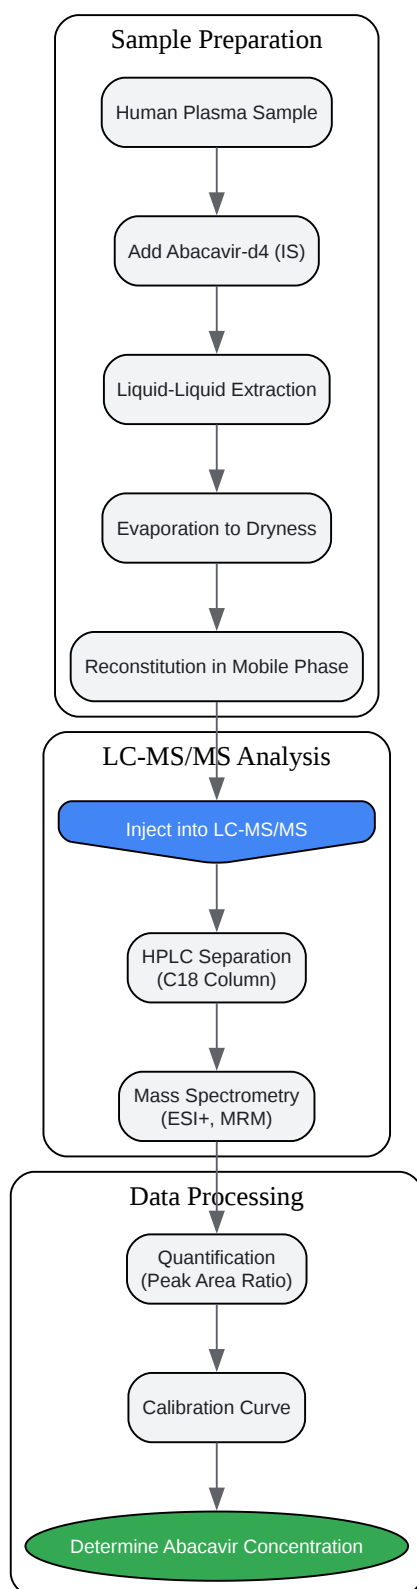 Sample Preparation
Human Plasma Sample
Add Abacavir-d4 (IS)
Liquid-Liquid Extraction
Evaporation to Dryness
Reconstitution in Mobile Phase
LC-MS/MS Analysis
Inject into LC-MS/MS
HPLC Separation
(C18 Column)
Mass Spectrometry
(ESI+, MRM)
Data Processing
Quantification
(Peak Area Ratio)
Calibration Curve
Determine Abacavir Concentration